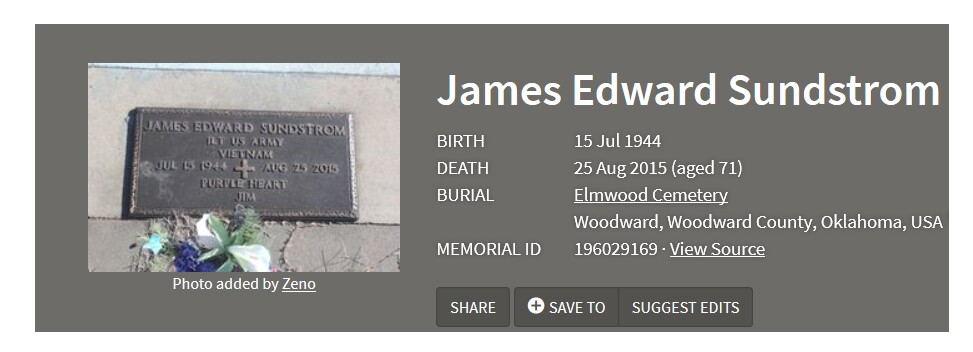 James Edward Sundstrom
JAMES EDWARD SUNDSTROM
1LT US ARMY
VIETNAM
JUL 15 1944 AUG 25 2015
PURPLE HEART
JIM
Photo added by Zeno
BIRTH 15 Jul 1944
DEATH 25 Aug 2015 (aged 71)
BURIAL Elmwood Cemetery
Woodward, Woodward County, Oklahoma, USA
MEMORIAL ID 196029169 · View Source
SHARE SAVE TO SUGGEST EDITS